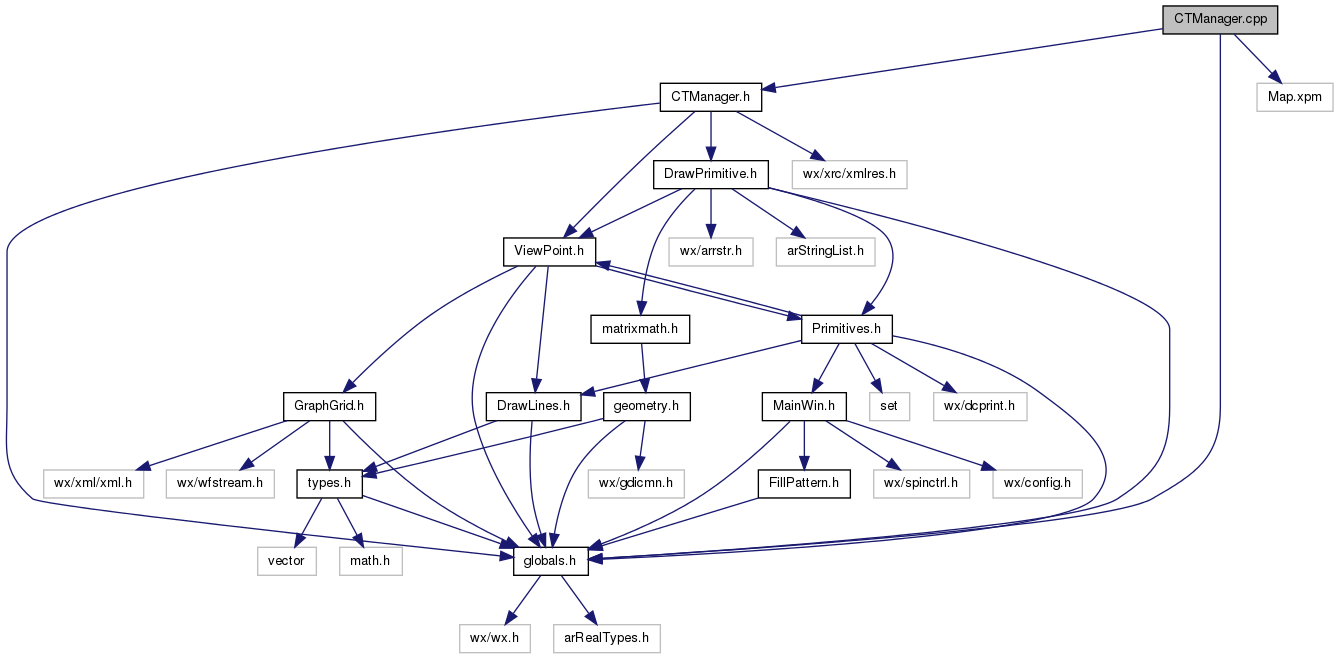 CTManager.cpp
CTManager.h
Map.xpm
DrawPrimitive.h
wx/xrc/xmlres.h
ViewPoint.h
wx/arrstr.h
arStringList.h
matrixmath.h
Primitives.h
GraphGrid.h
DrawLines.h
geometry.h
MainWin.h
set
wx/dcprint.h
wx/xml/xml.h
wx/wfstream.h
types.h
wx/gdicmn.h
FillPattern.h
wx/spinctrl.h
wx/config.h
vector
math.h
globals.h
wx/wx.h
arRealTypes.h